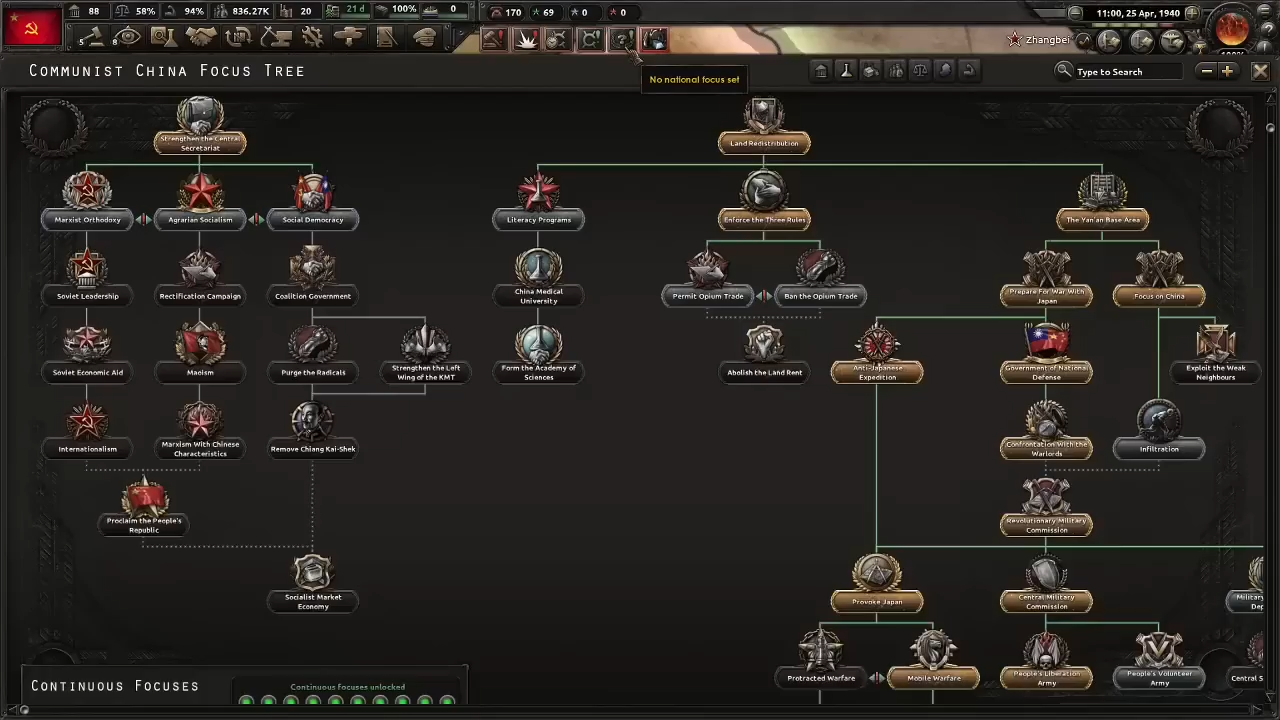 88 58% 94% 836.27K 20 21 d 100% 0 170 69 0 0 11:00, 25 Apr, 1940
5 8 Zhangbei
100%
Communist China Focus Tree
Type to Search
No national focus set
Strengthen the Central
Secretariat
Land Redistribution
Marxist Orthodoxy
Agrarian Socialism
Social Democracy
Literacy Programs
Enforce the Three Rules
The Yan'an Base Area
Soviet Leadership
Rectification Campaign
Coalition Government
China Medical
University
Permit Opium Trade
Ban the Opium Trade
Prepare For War With
Japan
Focus on China
Soviet Economic Aid
Maoism
Purge the Radicals
Strengthen the Left
Wing of the KMT
Form the Academy of
Sciences
Abolish the Land Rent
Anti-Japanese
Expedition
Government of National
Defense
Exploit the Weak
Neighbours
Internationalism
Marxism With Chinese
Characteristics
Remove Chiang Kai-Shek
Confrontation With the
Warlords
Infiltration
Proclaim the People's
Republic
Revolutionary Military
Commission
Socialist Market
Economy
Provoke Japan
Central Military
Commission
Military
Dep
Protracted Warfare
Mobile Warfare
People's Liberation
Army
People's Volunteer
Army
Central S
Continuous Focuses
Continuous focuses unlocked